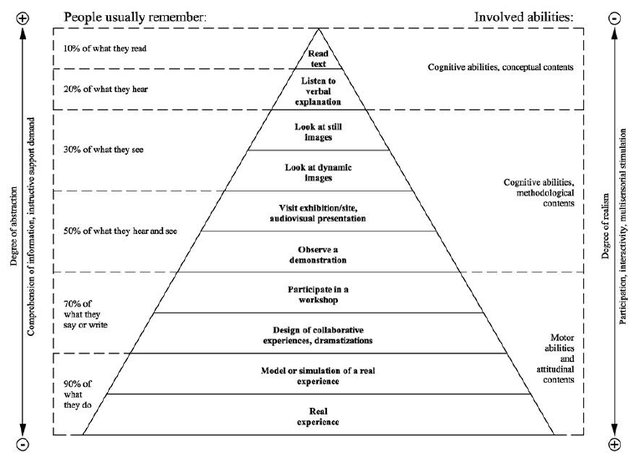 People usually remember:
Involved abilities:
+
-
10% of what they read
20% of what they hear
30% of what they see
50% of what they hear and see
70% of
what they
say or write
90% of
what
they do
Read
text
Listen to
verbal
explanation
Look at still
images
Look at dynamic
images
Visit exhibition/site,
audiovisual presentation
Observe a
demonstration
Participate in a
workshop
Design of collaborative
experiences, dramatizations
Model or simulation of a real
experience
Real
experience
Cognitive abilities, conceptual contents
Cognitive abilities,
methodological
contents
Motor
abilities
and
attitudinal
contents
Degree of abstraction
Comprehension of information, instructive support demand
Degree of realism
Participation, interactivity, multisensorial stimulation
-
+